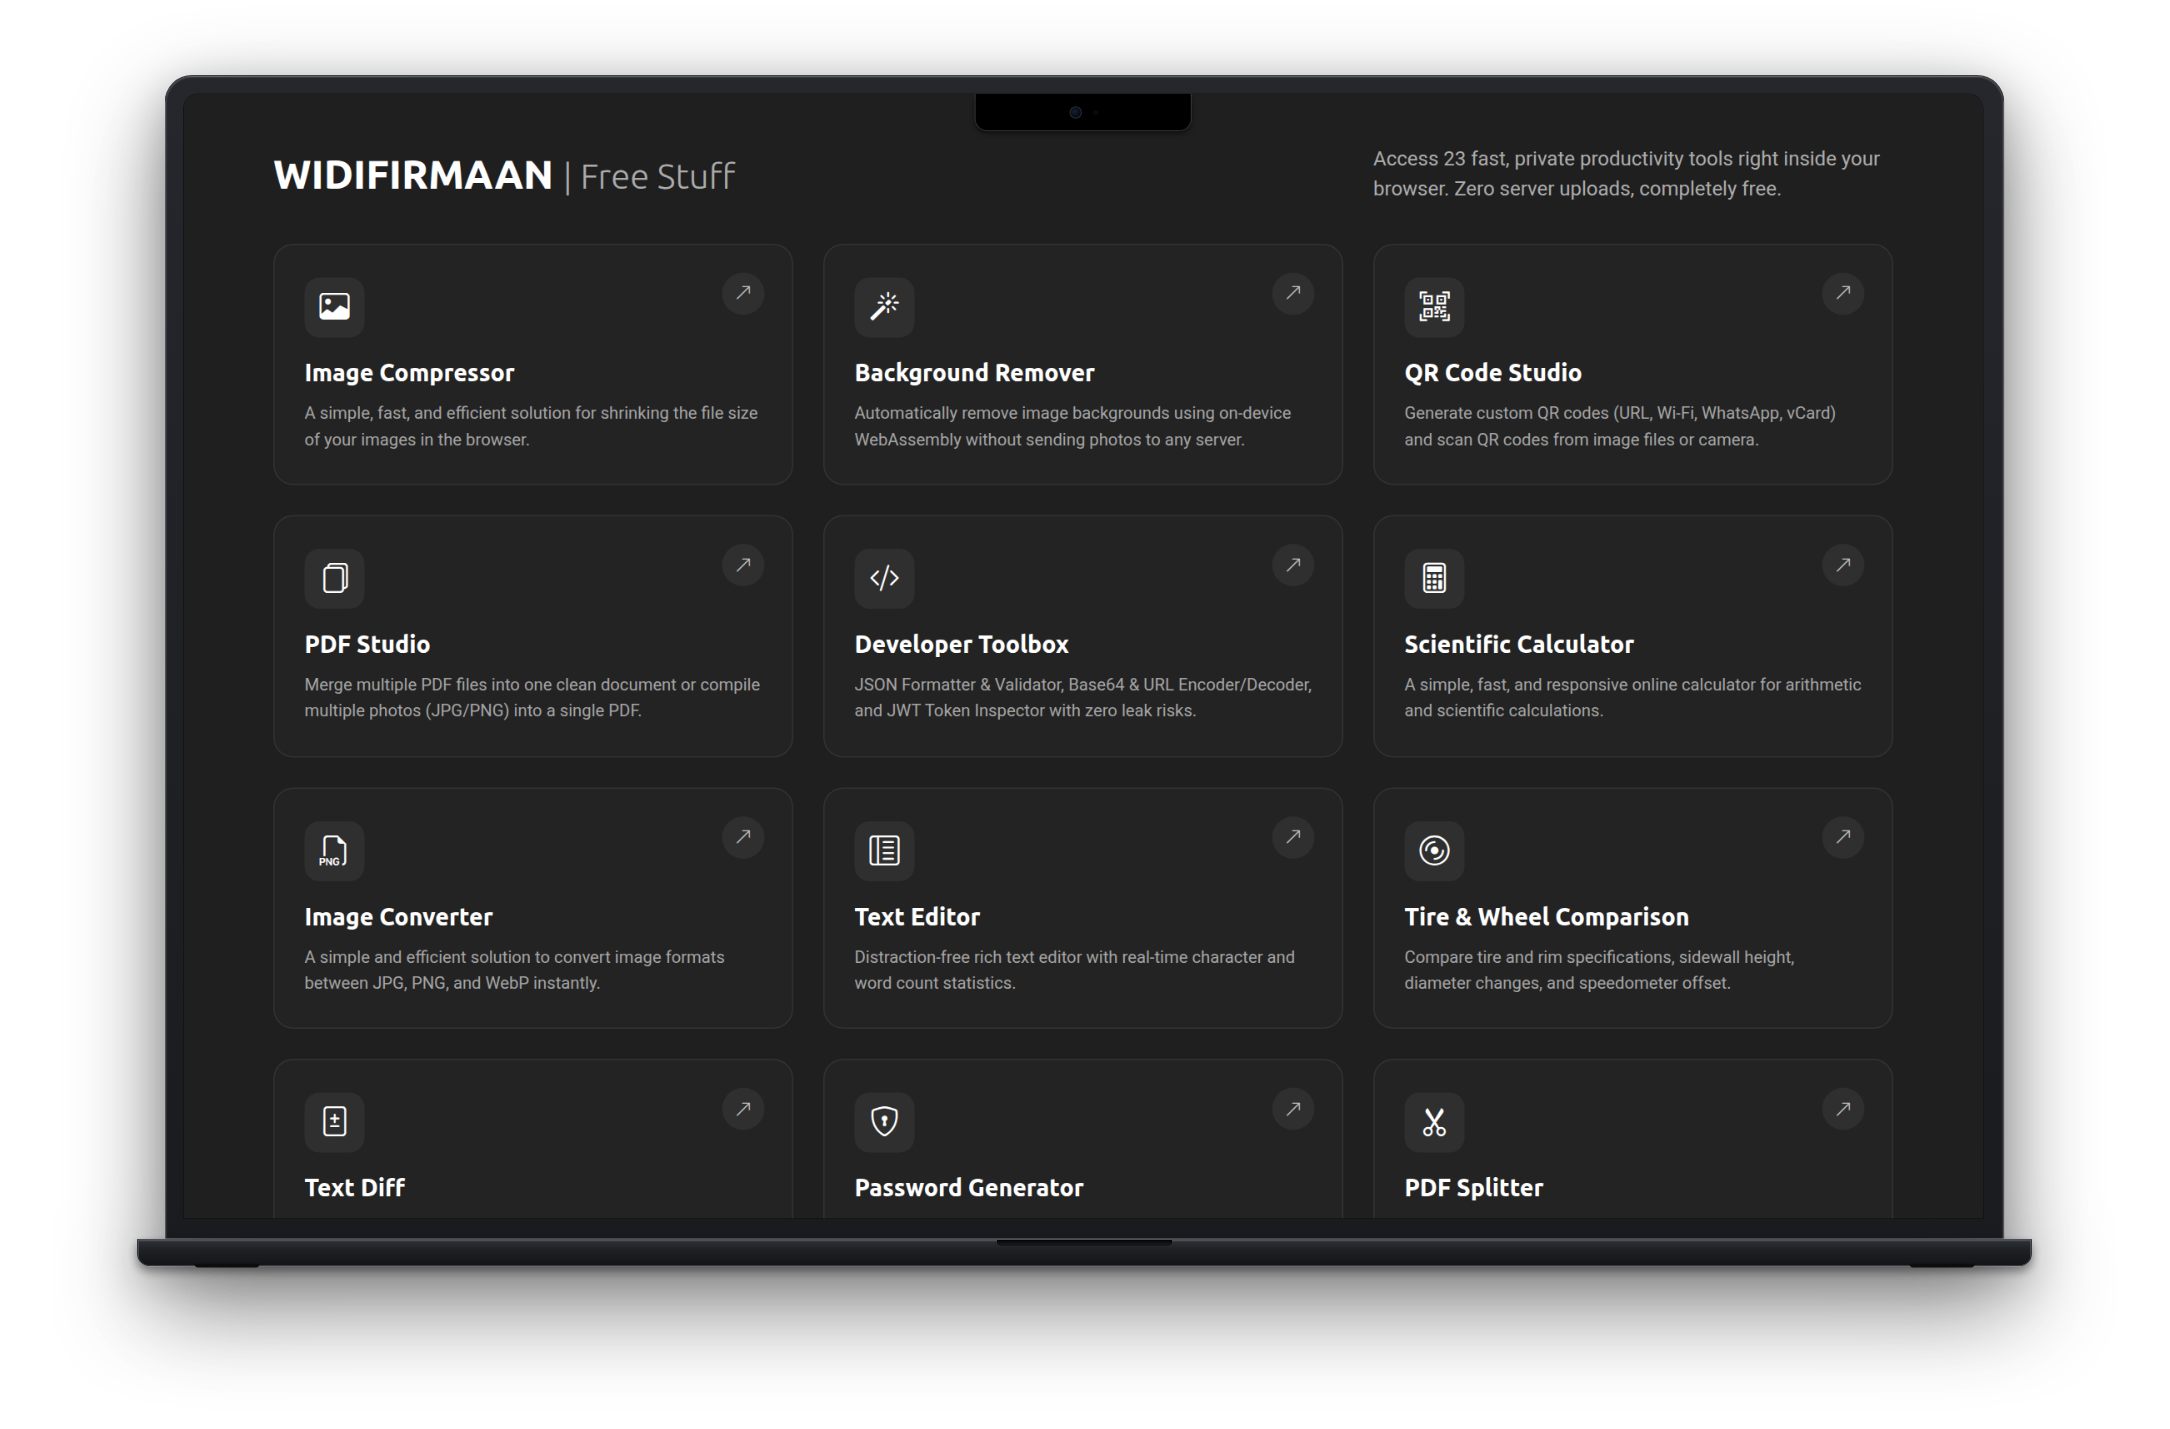 WIDIFIRMAAN | Free Stuff
Access 23 fast, private productivity tools right inside your
browser. Zero server uploads, completely free.
Image Compressor
A simple, fast, and efficient solution for shrinking the file size
of your images in the browser.
Background Remover
Automatically remove image backgrounds using on-device
WebAssembly without sending photos to any server.
QR Code Studio
Generate custom QR codes (URL, Wi-Fi, WhatsApp, vCard)
and scan QR codes from image files or camera.
PDF Studio
Merge multiple PDF files into one clean document or compile
multiple photos (JPG/PNG) into a single PDF.
Developer Toolbox
JSON Formatter & Validator, Base64 & URL Encoder/Decoder,
and JWT Token Inspector with zero leak risks.
Scientific Calculator
A simple, fast, and responsive online calculator for arithmetic
and scientific calculations.
PNG
Image Converter
A simple and efficient solution to convert image formats
between JPG, PNG, and WebP instantly.
Text Editor
Distraction-free rich text editor with real-time character and
word count statistics.
Tire & Wheel Comparison
Compare tire and rim specifications, sidewall height,
diameter changes, and speedometer offset.
Text Diff
Password Generator
PDF Splitter